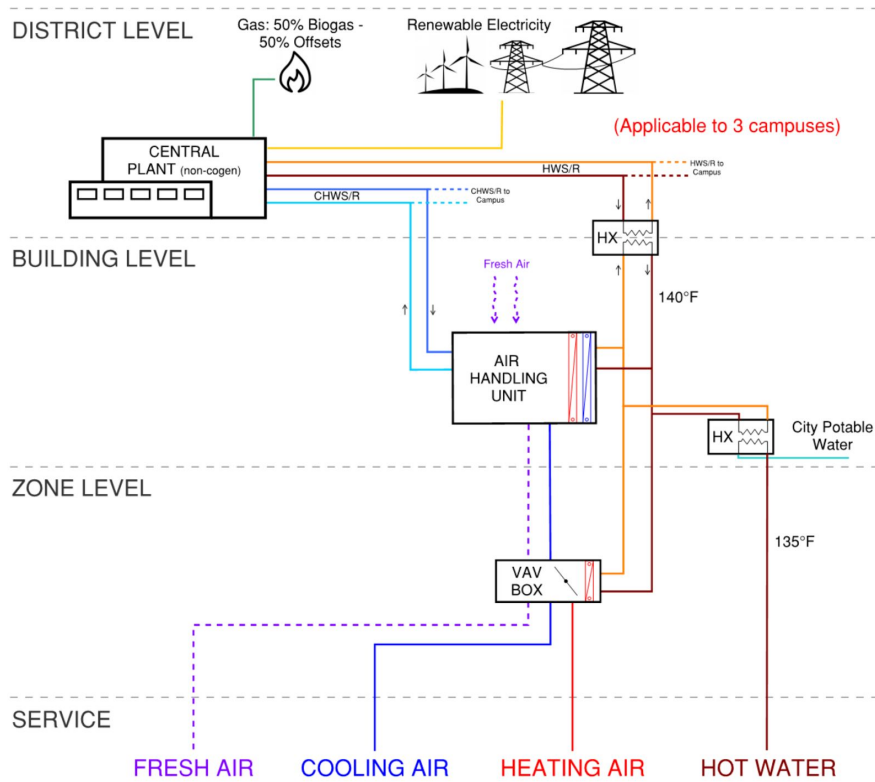 DISTRICT LEVEL
Gas: 50% Biogas -
50% Offsets
Renewable Electricity
(Applicable to 3 campuses)
CENTRAL
PLANT (non-cogen)
HWS/R
HWS/R to
Campus
CHWS/R
CHWS/R to
Campus
HX
BUILDING LEVEL
Fresh Air
140°F
AIR
HANDLING
UNIT
HX
City Potable
Water
ZONE LEVEL
135°F
VAV
BOX
SERVICE
FRESH AIR
COOLING AIR
HEATING AIR
HOT WATER